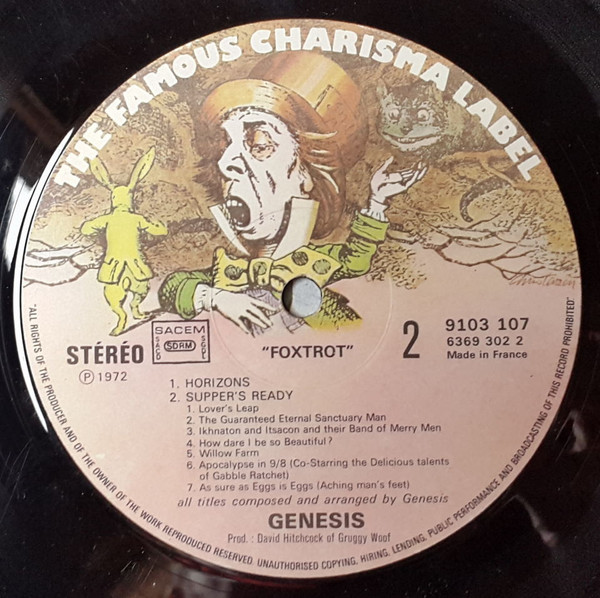 THE FAMOUS CHARISMA LABEL
STÉRÉO
SACEM
SACD
SDRM
SGDL
"FOXTROT"
2
9103 107
6369 302 2
Made in France
Ⓟ 1972
1. HORIZONS
2. SUPPER'S READY
1. Lover's Leap
2. The Guaranteed Eternal Sanctuary Man
3. Ikhnaton and Itsacon and their Band of Merry Men
4. How dare I be so Beautiful?
5. Willow Farm
6. Apocalypse in 9/8 (Co-Starring the Delicious talents
of Gabble Ratchet)
7. As sure as Eggs is Eggs (Aching man's feet)
all titles composed and arranged by Genesis
GENESIS
Prod. : David Hitchcock of Gruggy Woof
"ALL RIGHTS OF THE PRODUCER AND OF THE OWNER OF THE WORK REPRODUCED RESERVED. UNAUTHORISED COPYING, HIRING, LENDING, PUBLIC PERFORMANCE AND BROADCASTING OF THIS RECORD PROHIBITED"